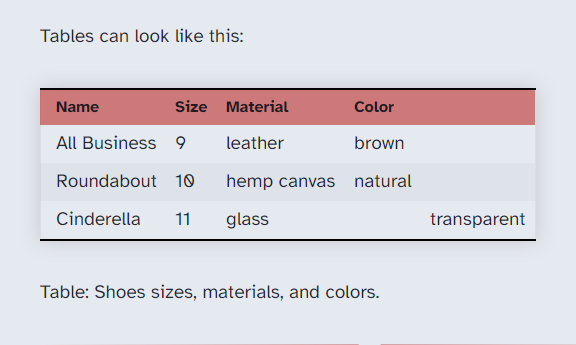 Tables can look like this:
Name Size Material Color
All Business 9 leather brown
Roundabout 10 hemp canvas natural
Cinderella 11 glass transparent
Table: Shoes sizes, materials, and colors.